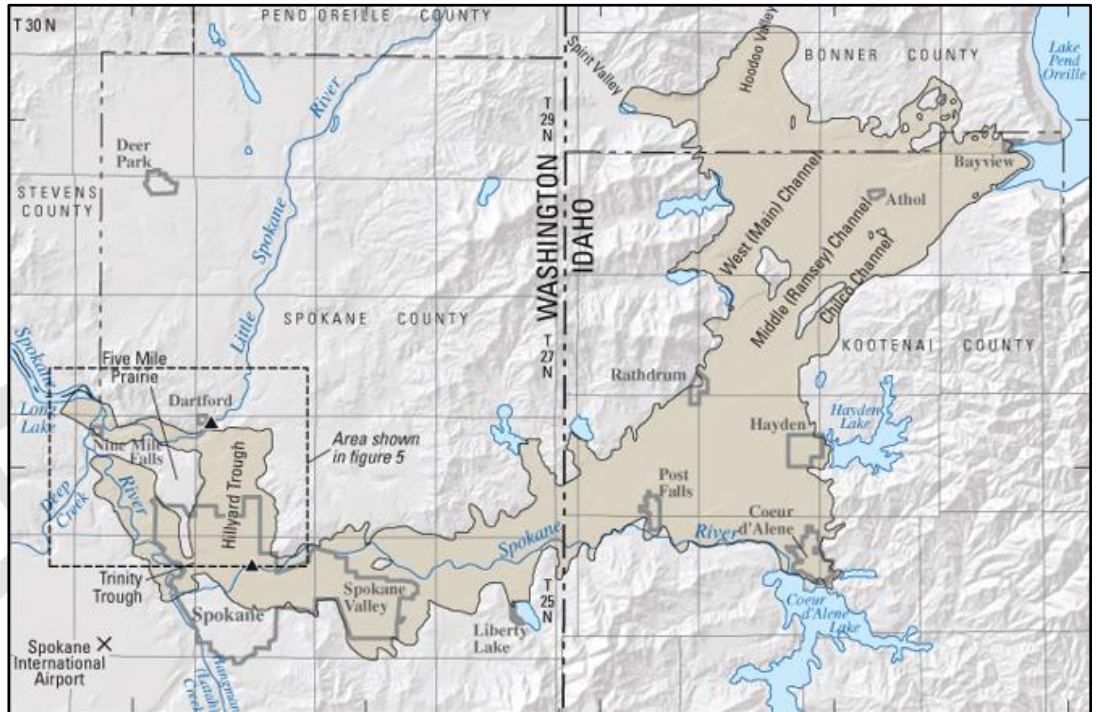 T 30 N
PEND OREILLE COUNTY
BONNER COUNTY
Lake
Pend
Oreille
Spirit Valley
Hoodoo Valley
T
29
N
Deer
Park
STEVENS
COUNTY
Little Spokane River
WASHINGTON
IDAHO
Bayview
Athol
West (Main) Channel
Middle (Ramsey) Channel
Chilco Channel
SPOKANE COUNTY
KOOTENAI COUNTY
T
27
N
Five Mile
Prairie
Spokane
Long
Lake
Dartford
Nine Mile
Falls
Hillyard Trough
Area shown
in figure 5
Rathdrum
Hayden
Hayden
Lake
Deep
Creek
River
Post
Falls
Coeur
d'Alene
Spokane
River
Trinity
Trough
Spokane
Spokane
Valley
Liberty
Lake
T
25
N
Coeur
d'Alene
Lake
Spokane
International
Airport
Hangman
(Latah)
Creek